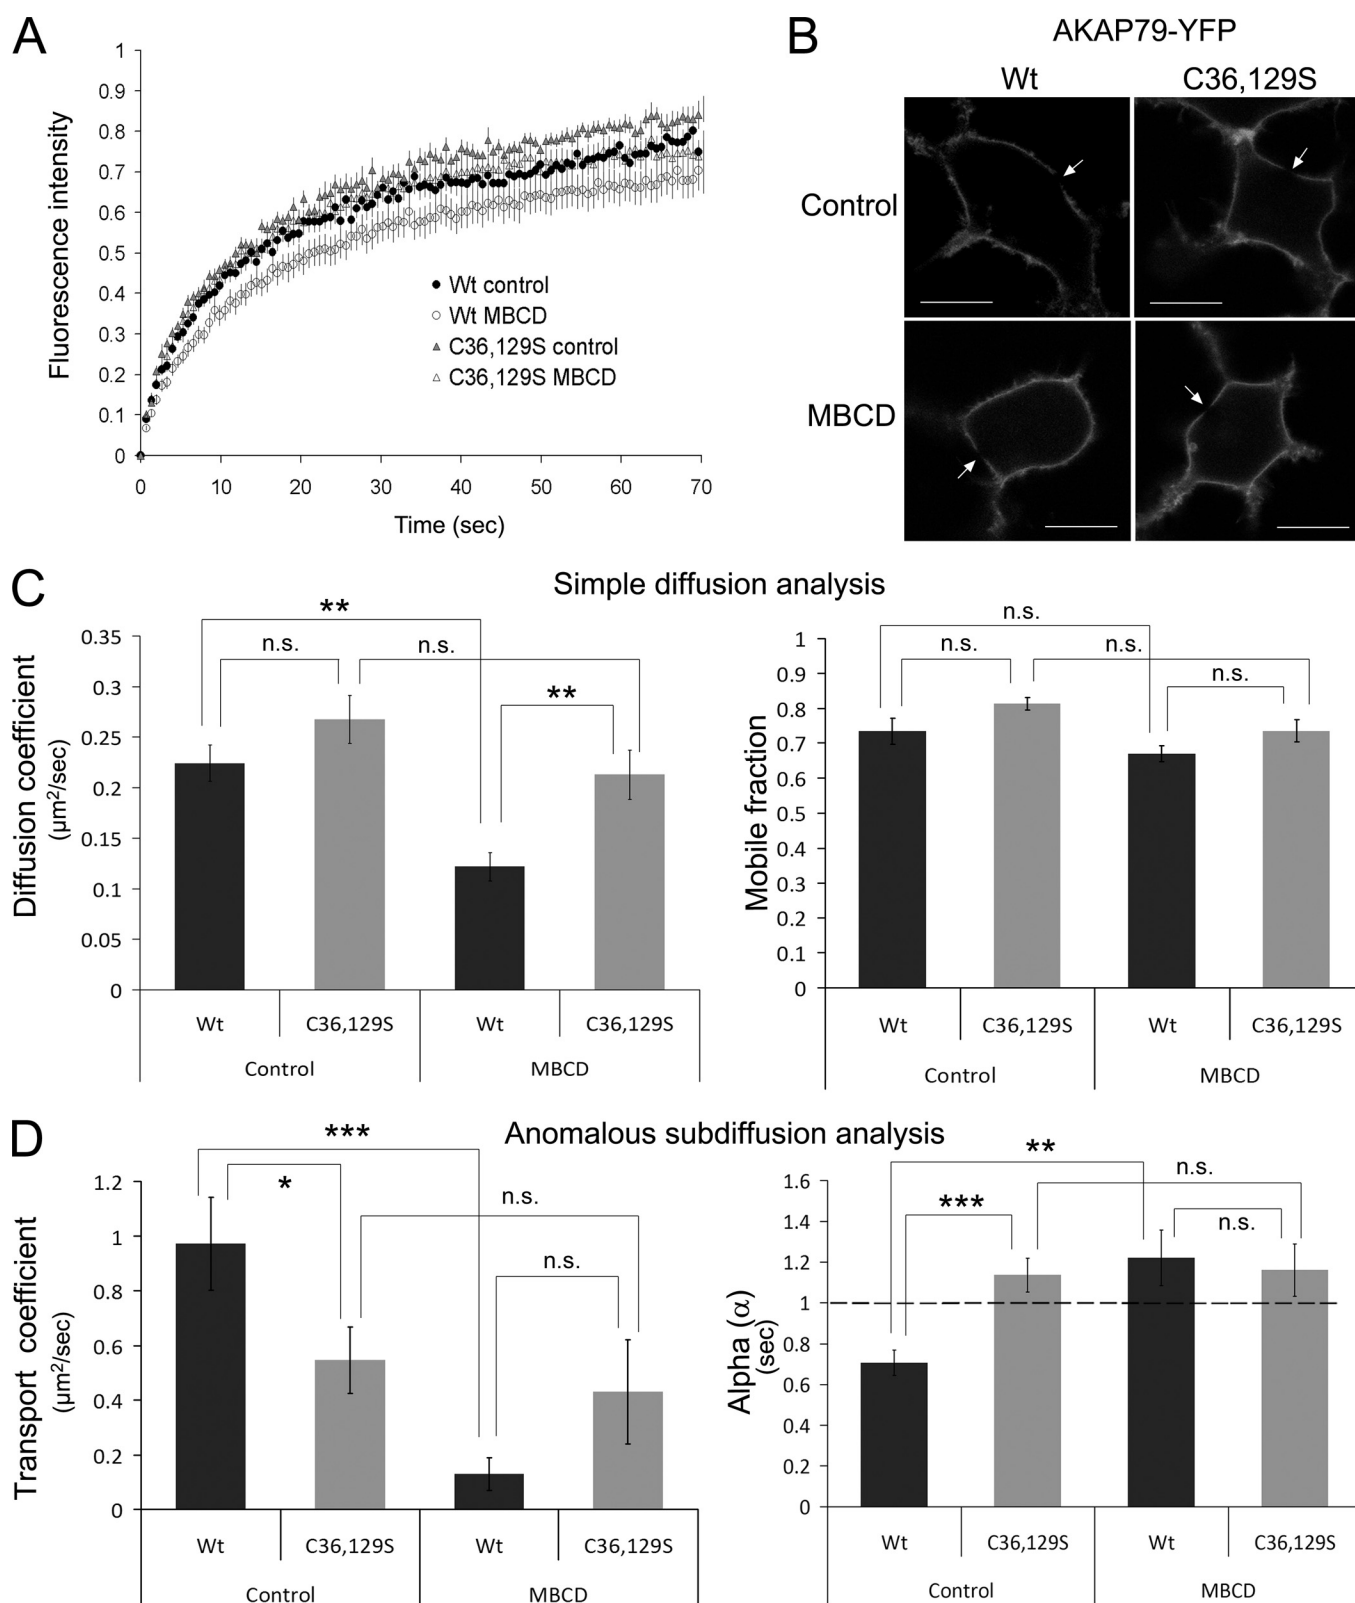 A
Fluorescence intensity
1
0.9
0.8
0.7
0.6
0.5
0.4
0.3
0.2
0.1
0
0 10 20 30 40 50 60 70
Time (sec)
Wt control
Wt MBCD
C36,129S control
C36,129S MBCD
B
AKAP79-YFP
Wt C36,129S
Control
MBCD
C
Simple diffusion analysis
Diffusion coefficient
(µm²/sec)
0.35
0.3
0.25
0.2
0.15
0.1
0.05
0
**
n.s. n.s.
**
Wt C36,129S Wt C36,129S
Control MBCD
Mobile fraction
1
0.9
0.8
0.7
0.6
0.5
0.4
0.3
0.2
0.1
0
n.s.
n.s. n.s.
n.s.
Wt C36,129S Wt C36,129S
Control MBCD
D
Anomalous subdiffusion analysis
Transport coefficient
(µm²/sec)
1.2
1
0.8
0.6
0.4
0.2
0
***
*
n.s.
n.s.
Wt C36,129S Wt C36,129S
Control MBCD
Alpha (α)
(sec)
1.6
1.4
1.2
1
0.8
0.6
0.4
0.2
0
**
n.s.
***
n.s.
Wt C36,129S Wt C36,129S
Control MBCD